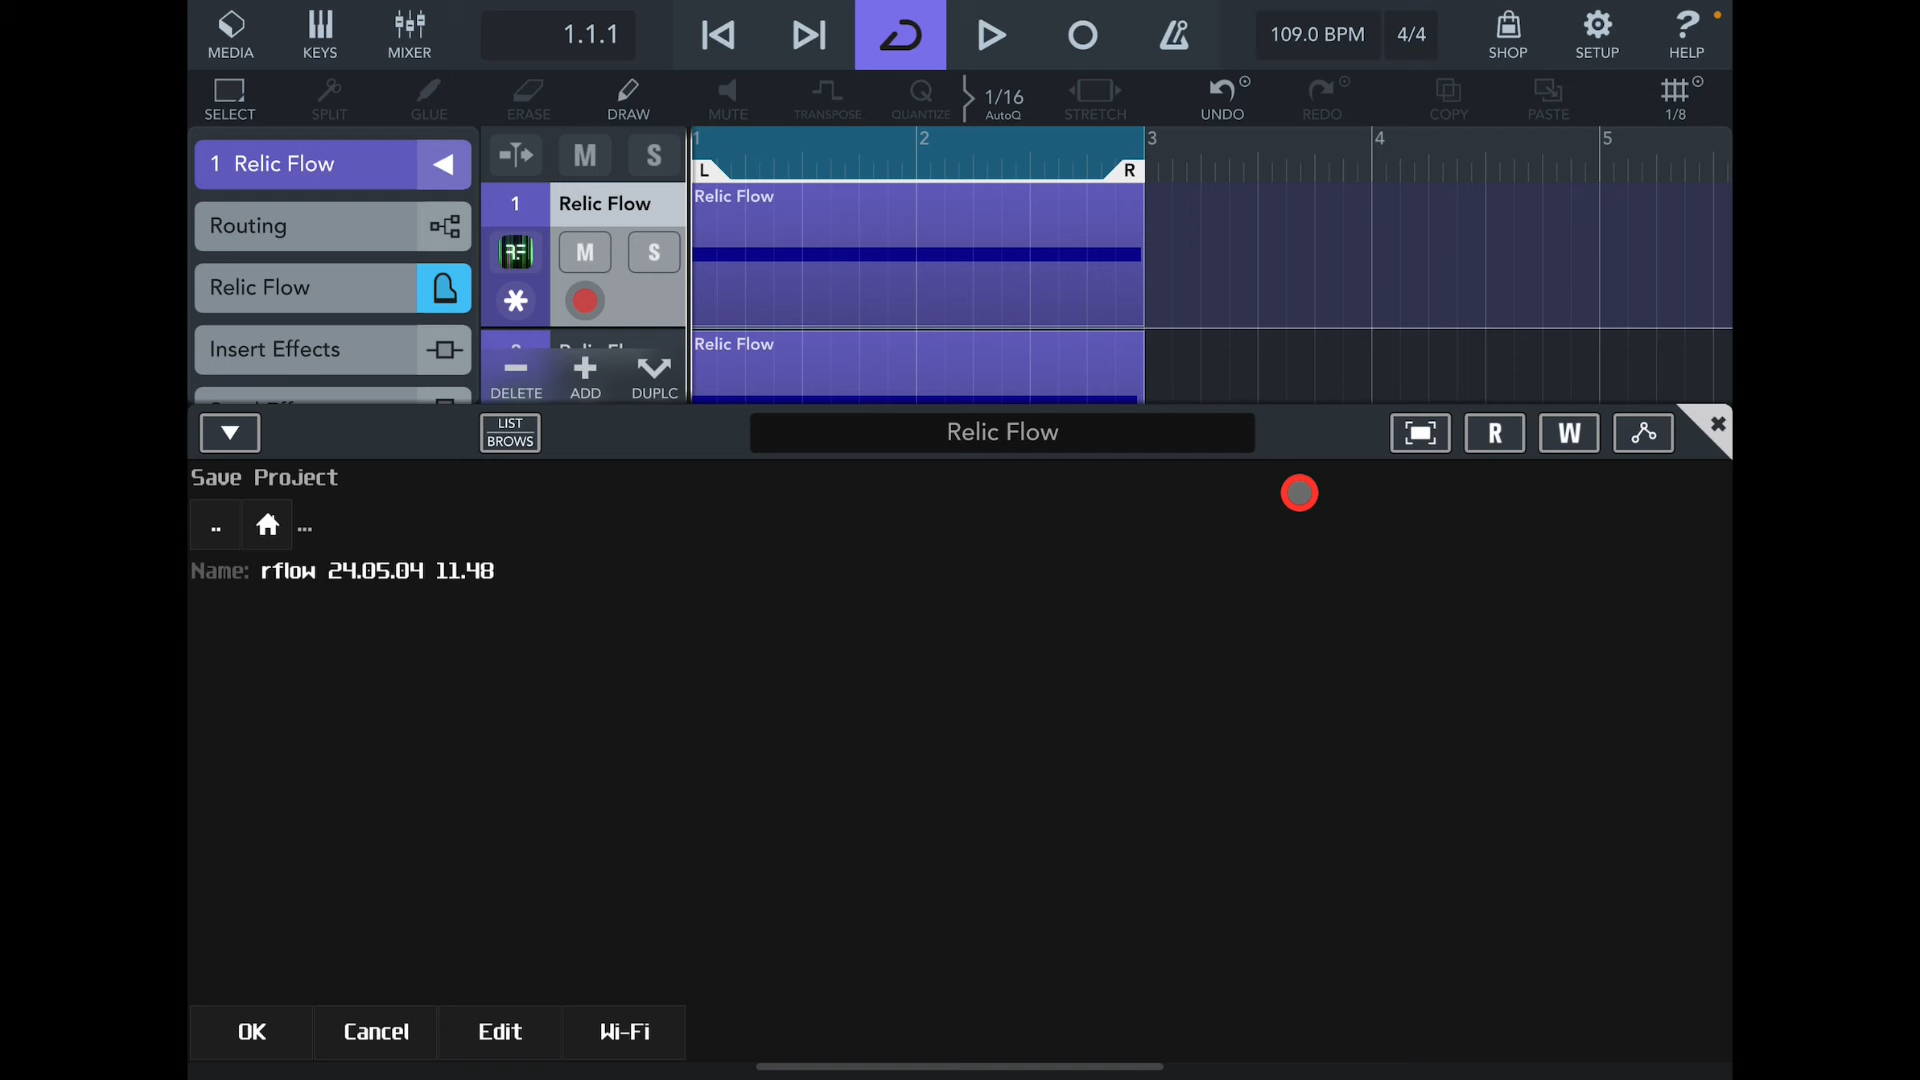 MEDIA
KEYS
MIXER
1.1.1
109.0 BPM
4/4
SHOP
SETUP
HELP
SELECT
SPLIT
GLUE
ERASE
DRAW
MUTE
TRANSPOSE
QUANTIZE
1/16
AutoQ
STRETCH
UNDO
REDO
COPY
PASTE
1/8
1 Relic Flow
Routing
Relic Flow
Insert Effects
M
S
1
2
3
4
5
L
R
1
Relic Flow
RF
M
S
Relic Flow
Relic Flow
DELETE
ADD
DUPLC
LIST
BROWS
Relic Flow
R
W
Save Project
..
...
Name: rflow 24.05.04 11.48
OK
Cancel
Edit
Wi-Fi